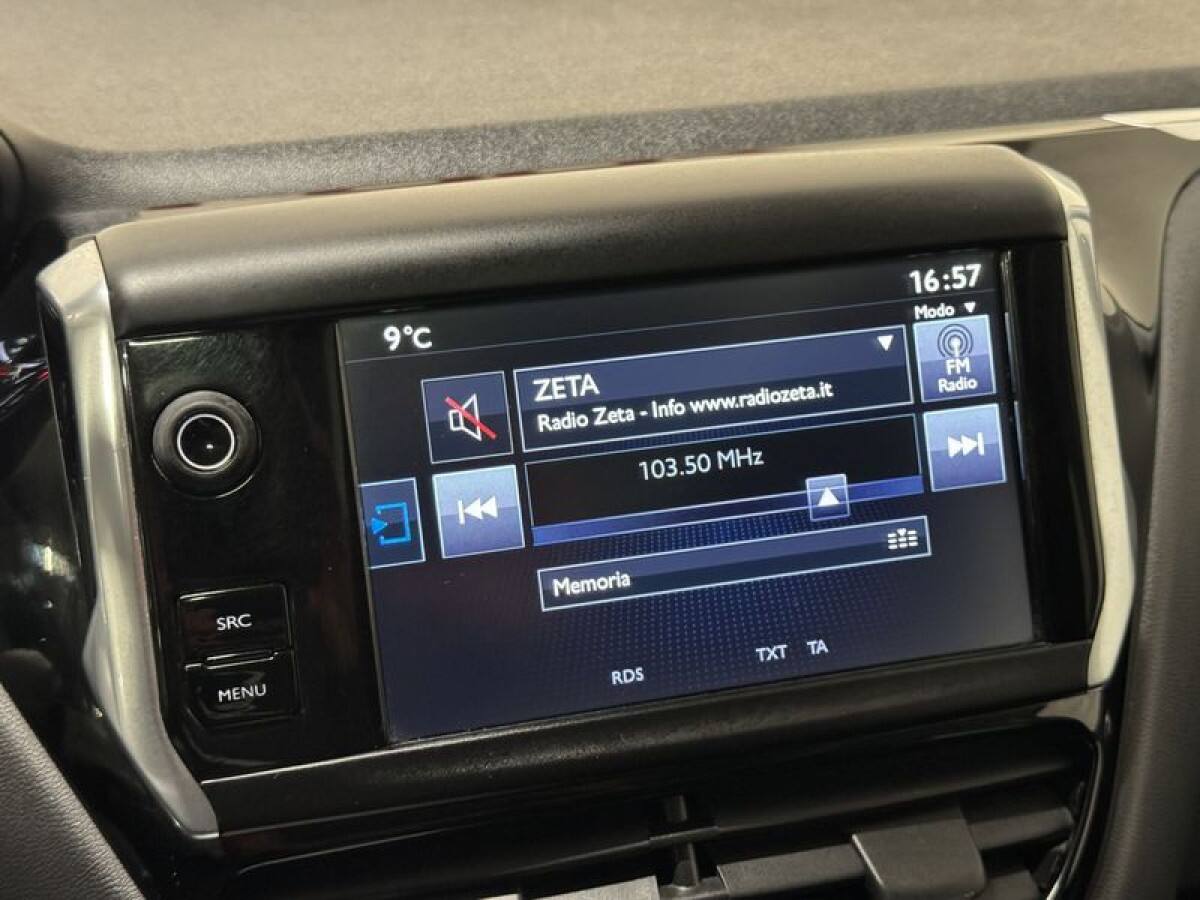 9°C
16:57
Modo
ZETA
Radio Zeta - Info www.radiozeta.it
FM
Radio
103.50 MHz
Memoria
SRC
MENU
RDS
TXT TA